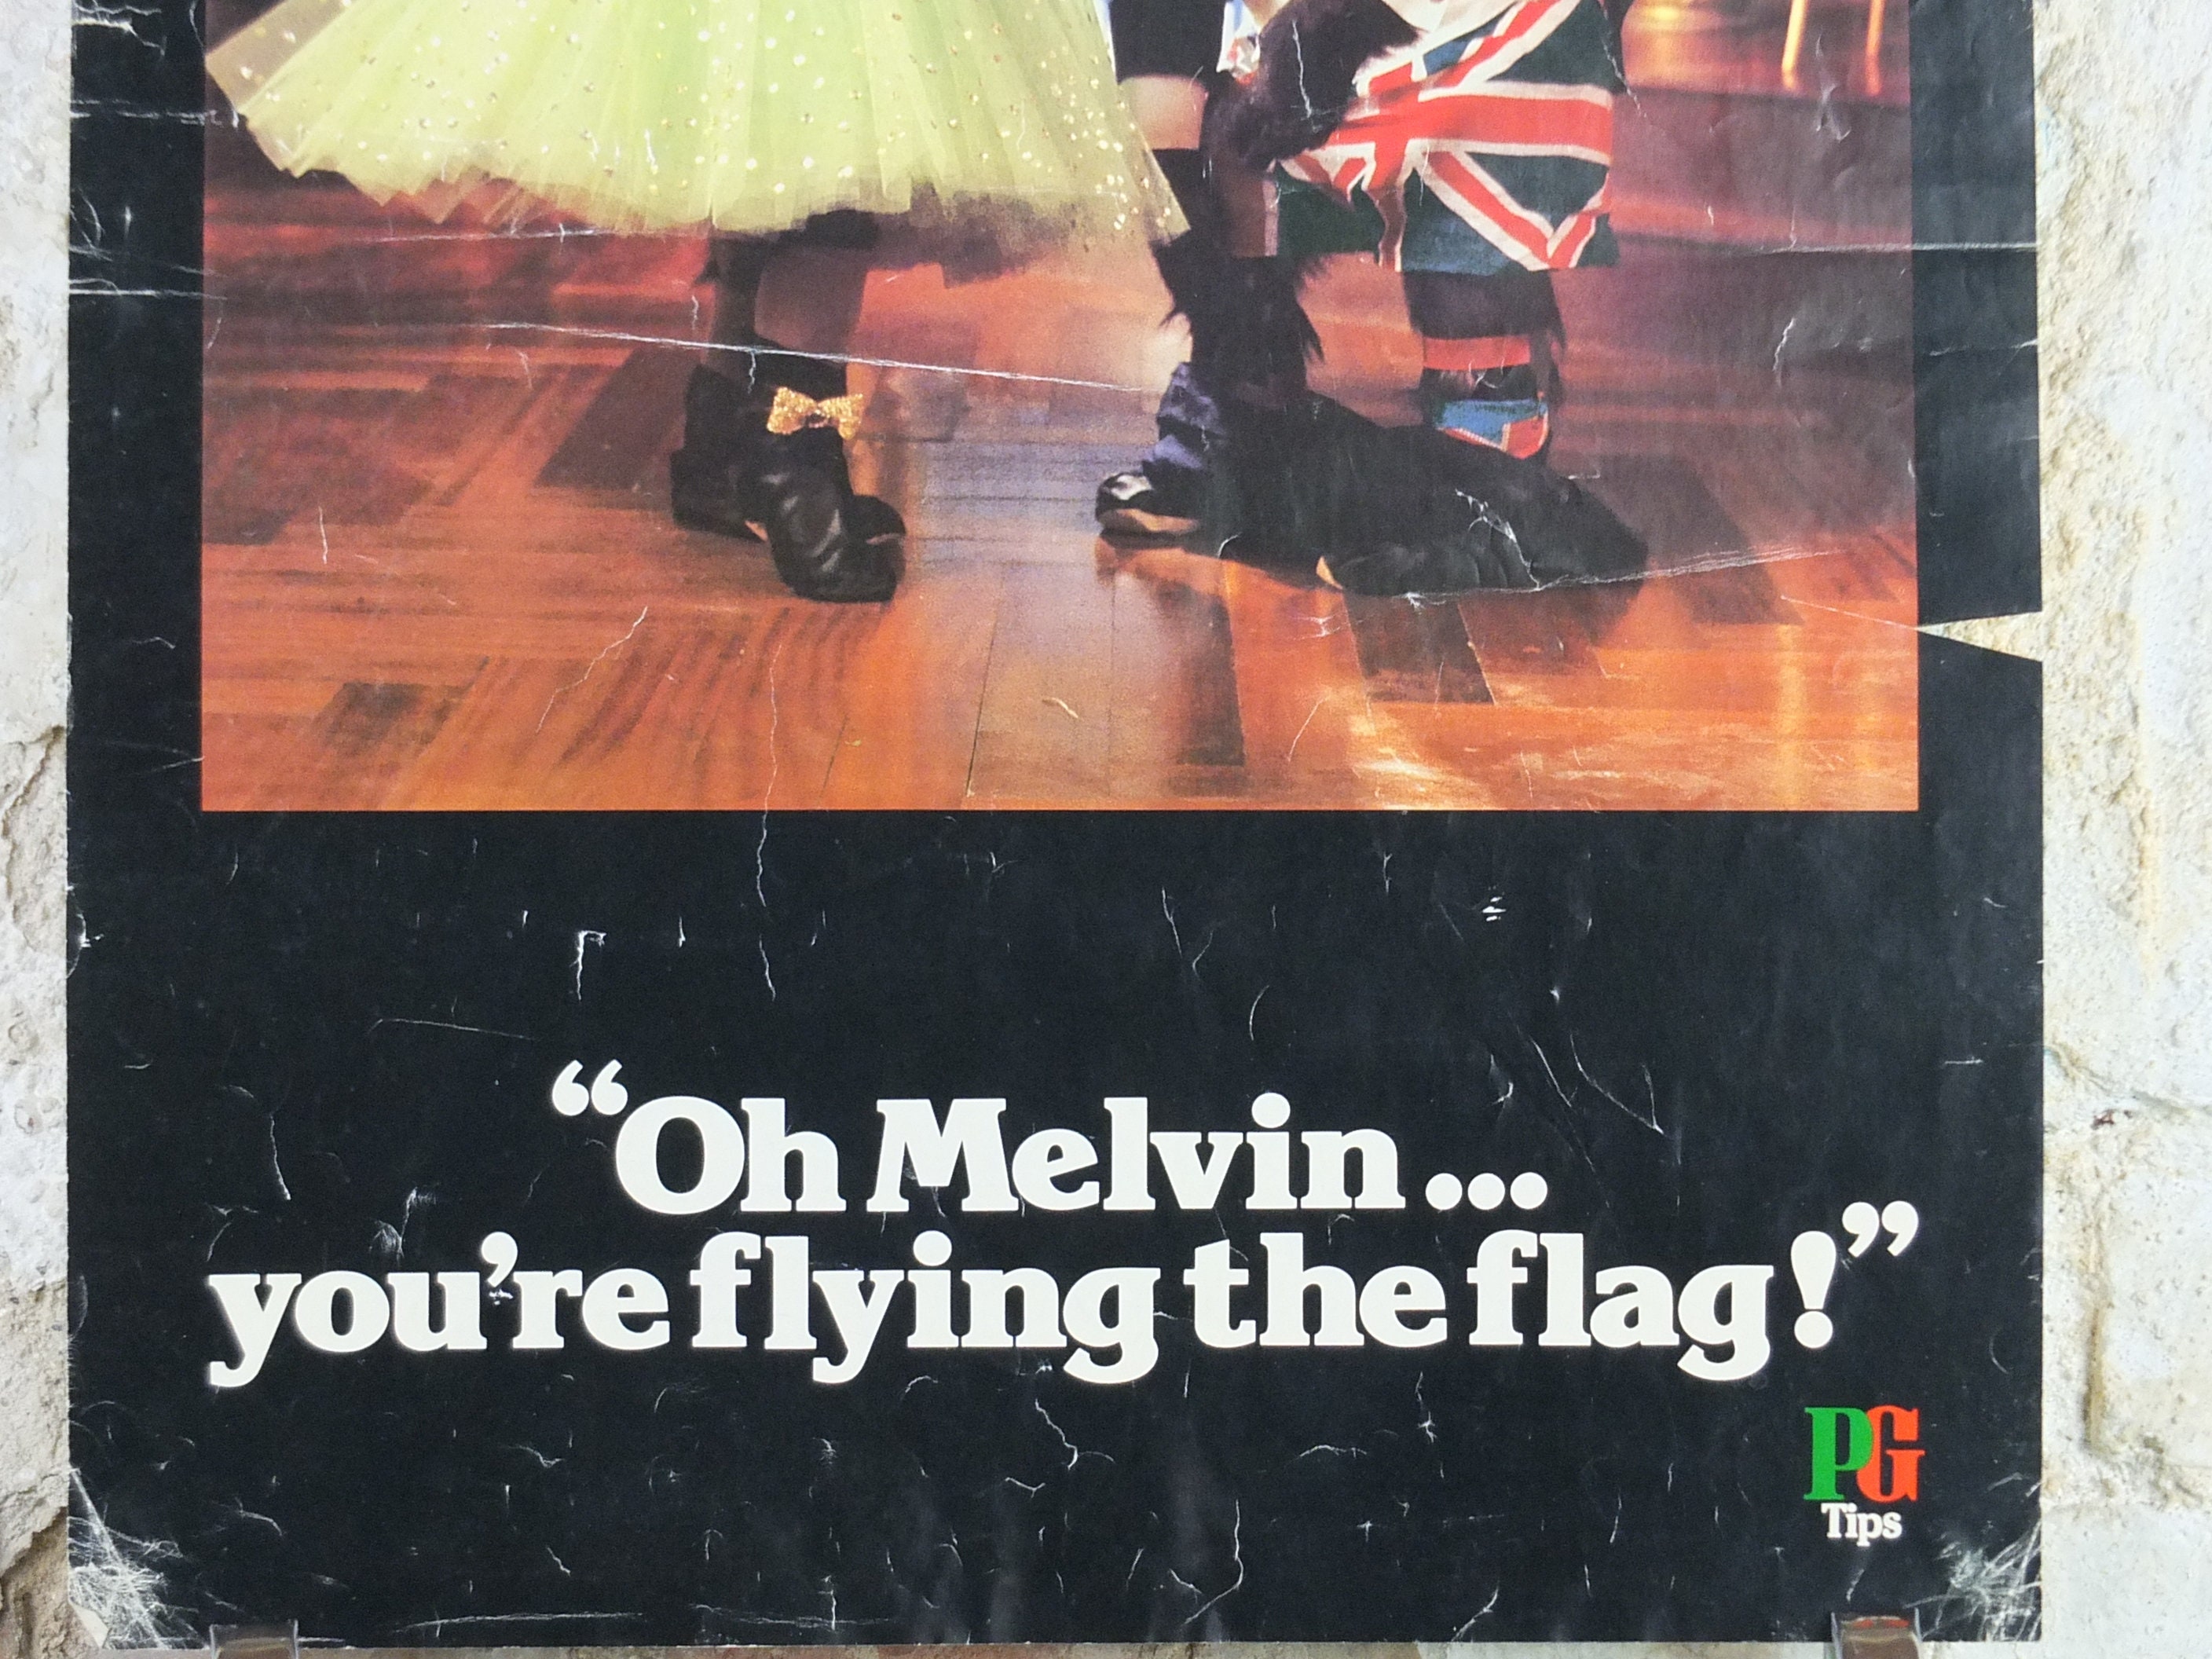 “Oh Melvin...
you’re flying the flag!”
PG
Tips